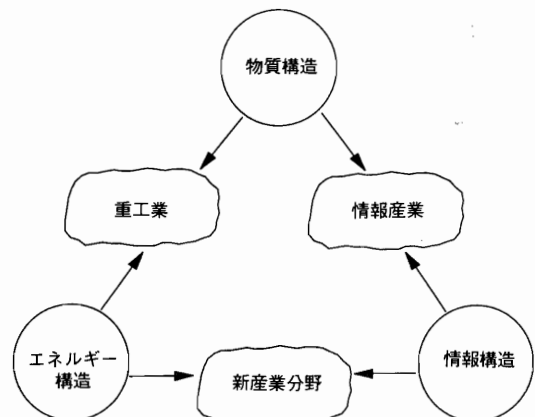 物質構造
重工業
情報産業
エネルギー
構造
新産業分野
情報構造